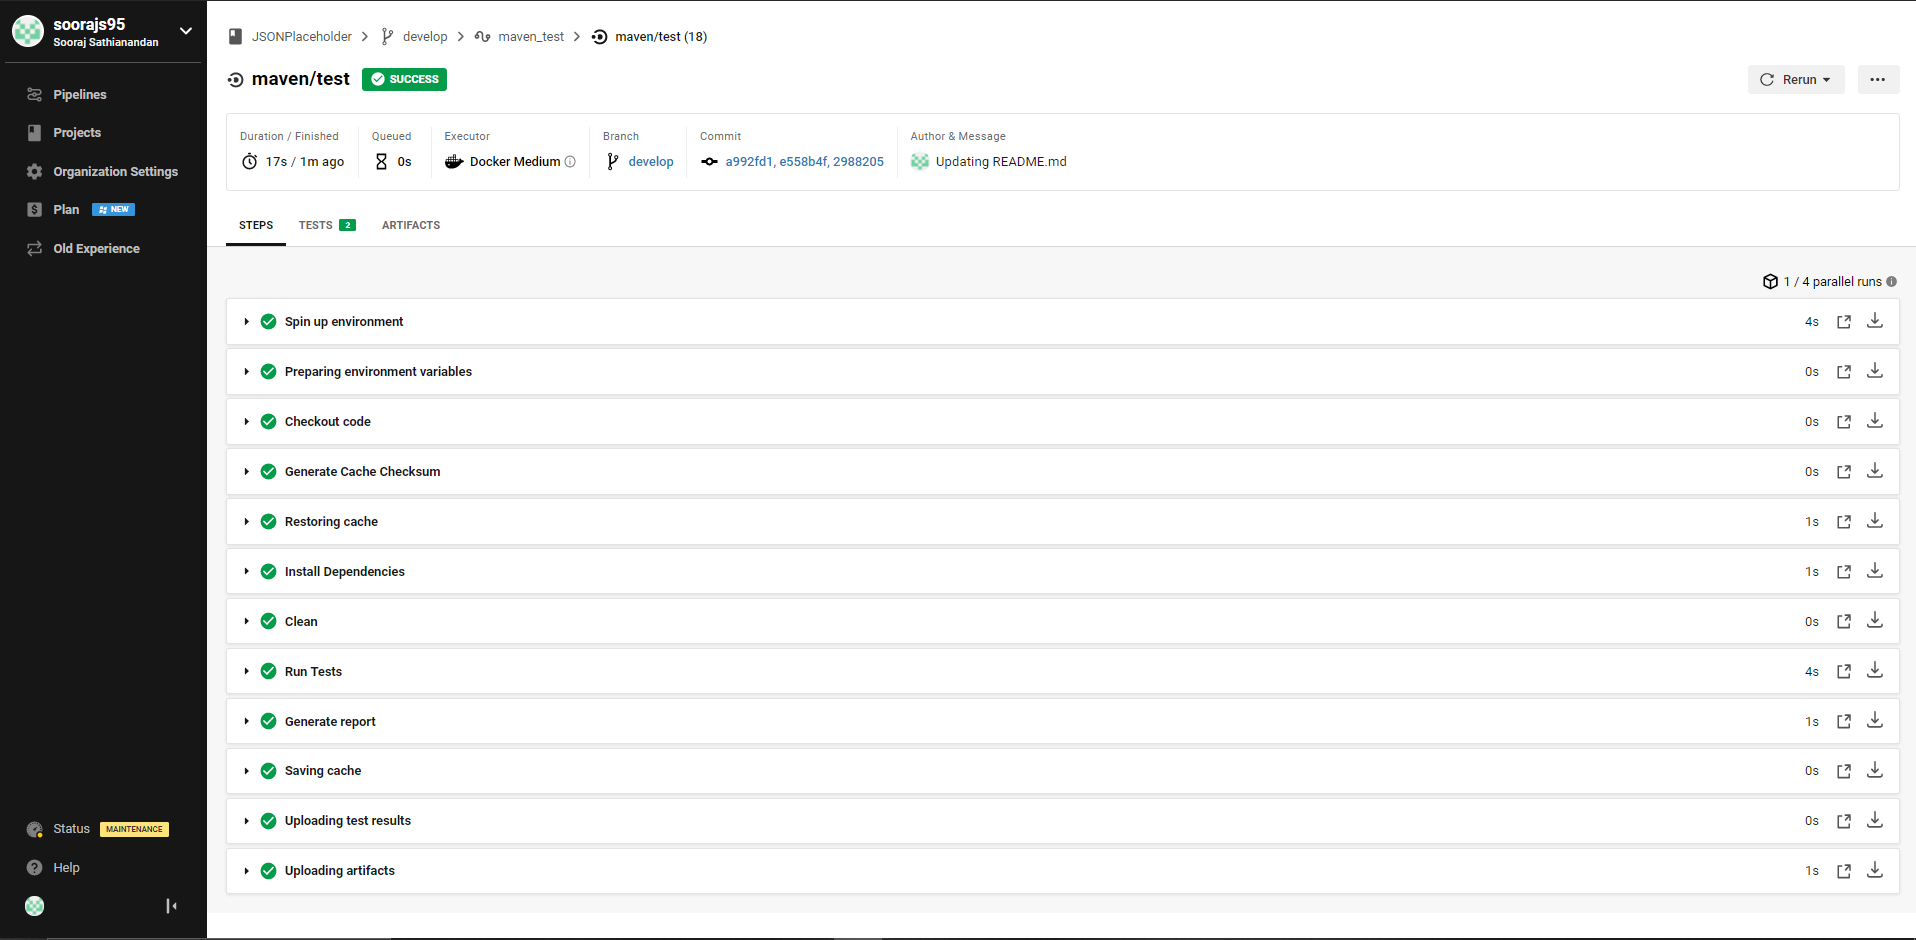 soorajs95
Sooraj Sathianandan
Pipelines
Projects
Organization Settings
Plan NEW
Old Experience
Status MAINTENANCE
Help
JSONPlaceholder develop maven_test maven/test (18)
maven/test SUCCESS
Rerun
Duration / Finished
17s / 1m ago
Queued
0s
Executor
Docker Medium
Branch
develop
Commit
a992fd1, e558b4f, 2988205
Author & Message
Updating README.md
STEPS TESTS 2 ARTIFACTS
1 / 4 parallel runs
Spin up environment 4s
Preparing environment variables 0s
Checkout code 0s
Generate Cache Checksum 0s
Restoring cache 1s
Install Dependencies 1s
Clean 0s
Run Tests 4s
Generate report 1s
Saving cache 0s
Uploading test results 0s
Uploading artifacts 1s